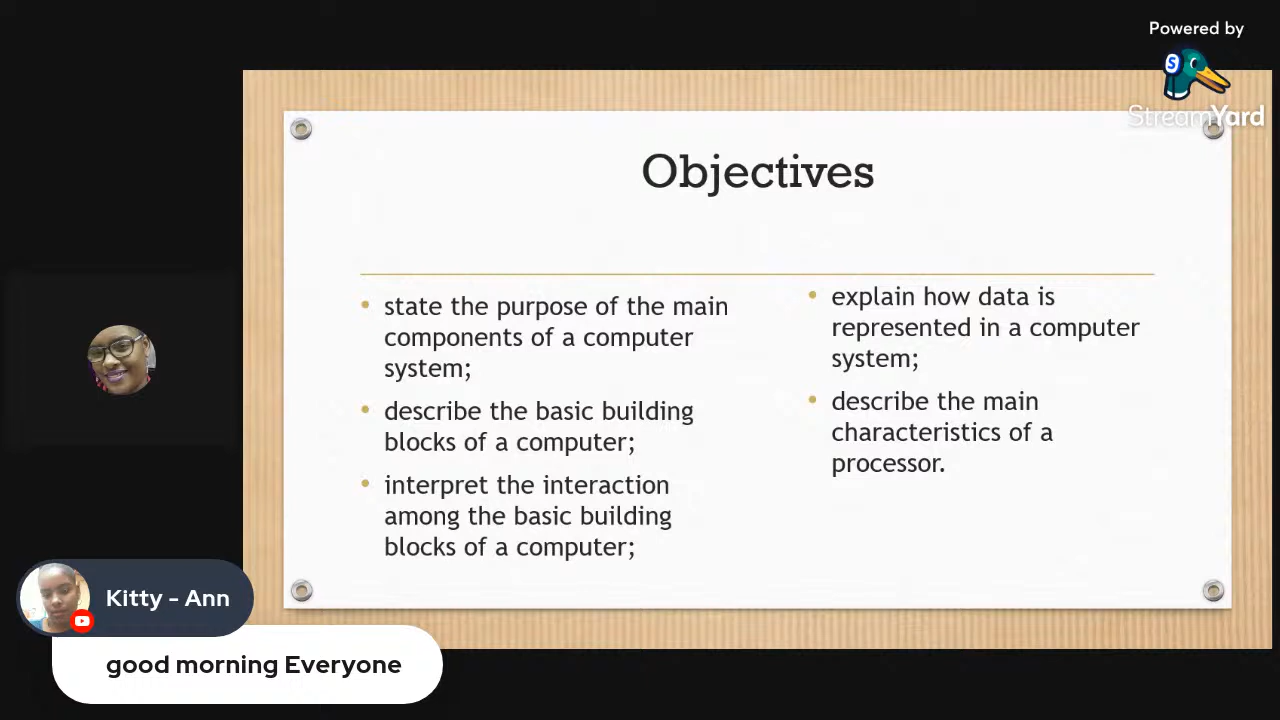 Powered by
StreamYard
Objectives
• state the purpose of the main
components of a computer
system;
• describe the basic building
blocks of a computer;
• interpret the interaction
among the basic building
blocks of a computer;
• explain how data is
represented in a computer
system;
• describe the main
characteristics of a
processor.
Kitty - Ann
good morning Everyone